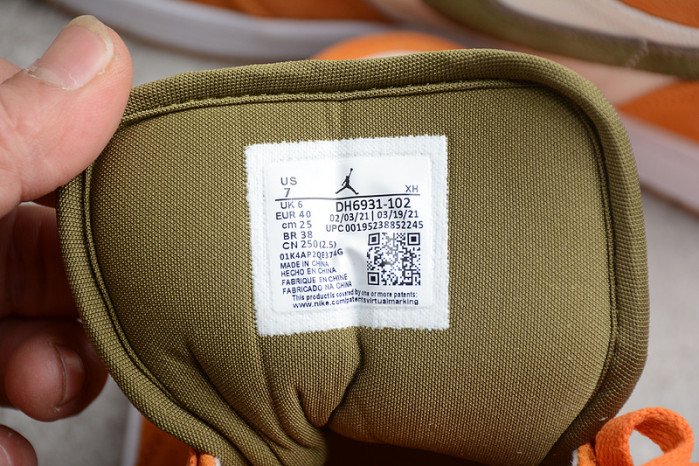 US
7 XH
UK 6 DH6931-102
EUR 40 02/03/21 | 03/19/21
cm 25 UPC00195238852245
BR 38
CN 250(2.5)
MADE IN CHINA
HECHO EN CHINA
FABRIQUE EN CHINE
FABRICADO NA CHINA
This product is covered by one or more patents:
www.nike.com/patentsvirtualmarking